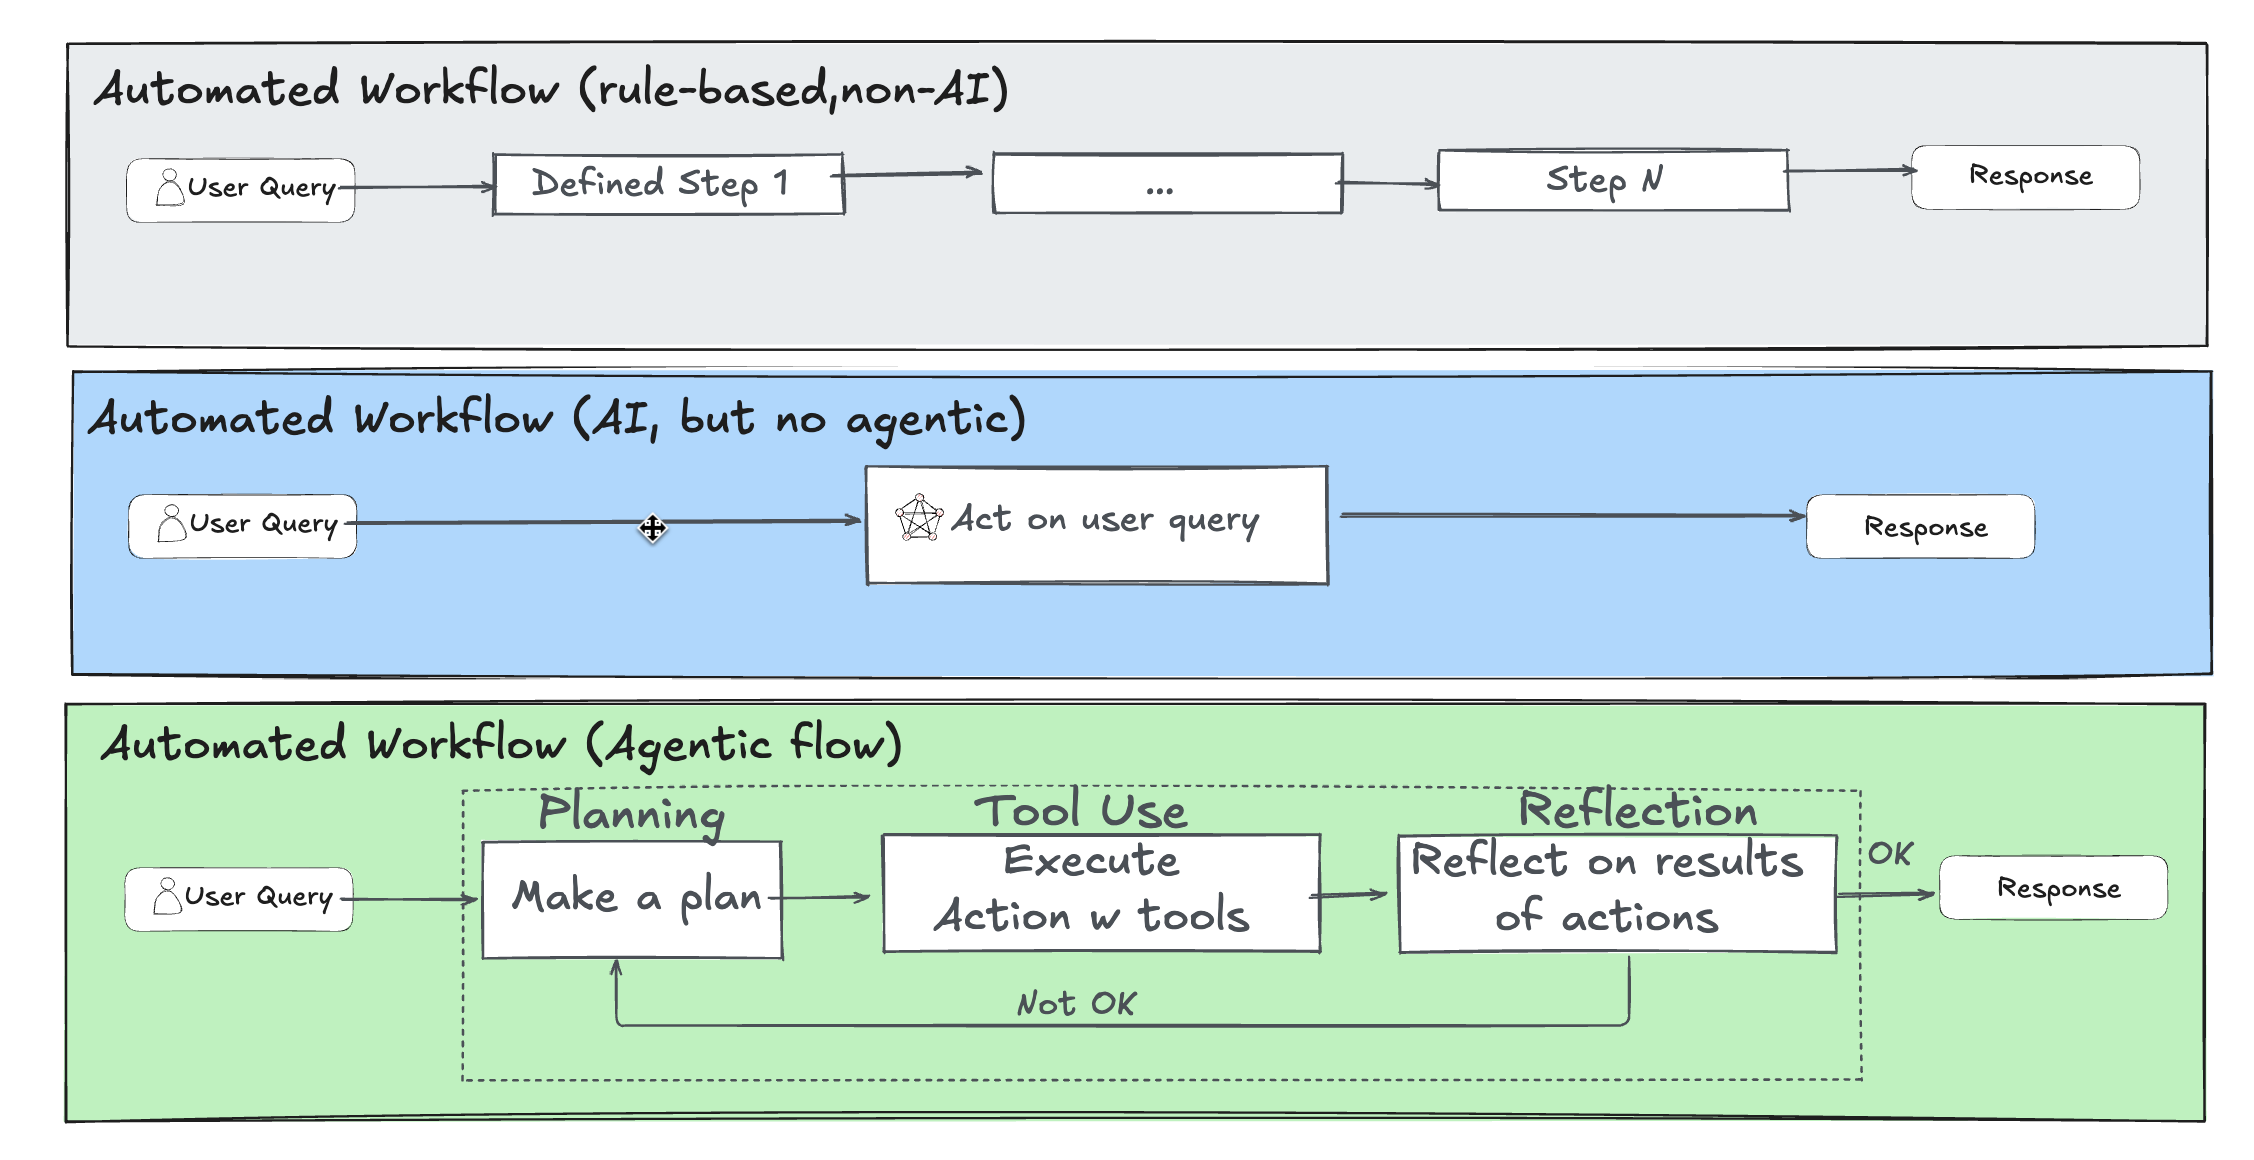 Automated Workflow (rule-based,non-AI)
User Query
Defined Step 1
...
Step N
Response
Automated Workflow (AI, but no agentic)
User Query
Act on user query
Response
Automated Workflow (Agentic flow)
Planning
Tool Use
Reflection
User Query
Make a plan
Execute
Action w tools
Reflect on results
of actions
OK
Response
Not OK